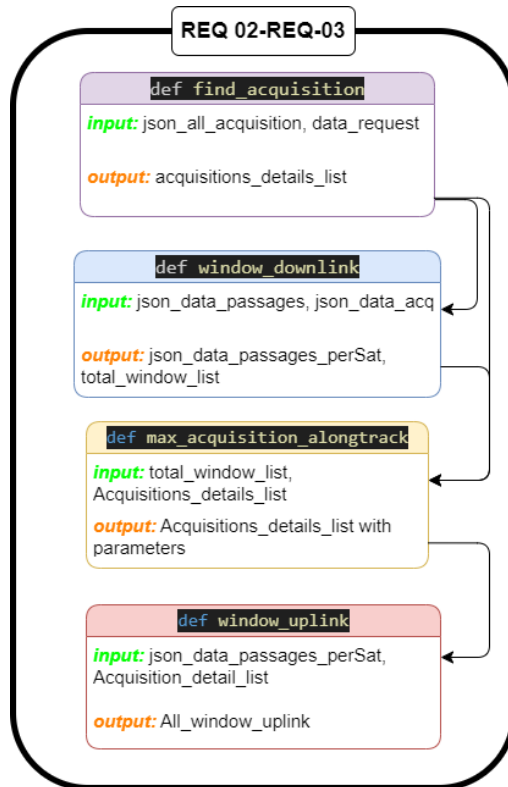 REQ 02-REQ-03
def find_acquisition
input: json_all_acquisition, data_request
output: acquisitions_details_list
def window_downlink
input: json_data_passages, json_data_acq
output: json_data_passages_perSat,
total_window_list
def max_acquisition_alongtrack
input: total_window_list,
Acquisitions_details_list
output: Acquisitions_details_list with
parameters
def window_uplink
input: json_data_passages_perSat,
Acquisition_detail_list
output: All_window_uplink